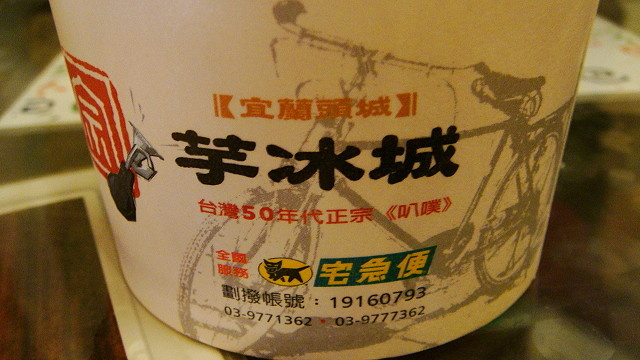 【宜蘭頭城】
芋冰城
台灣50年代正宗《叭噗》
全國
服務
宅急便
劃撥帳號：19160793
03-9771362・03-9777362